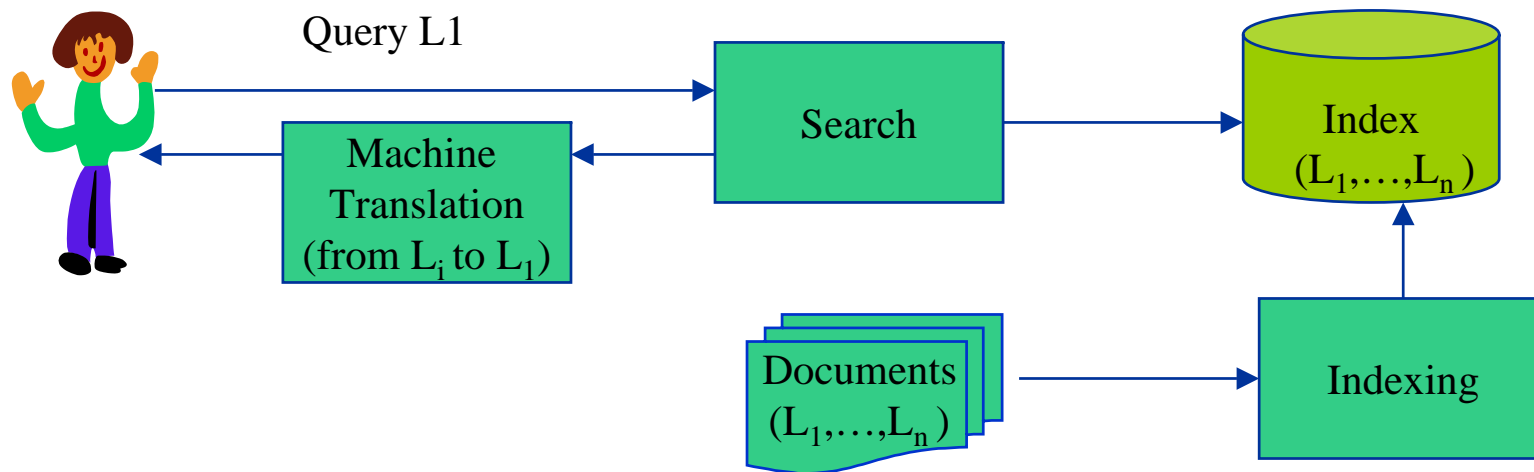 Query L1
Search
Index
(L₁,…,Lₙ)
Machine
Translation
(from Lᵢ to L₁)
Documents
(L₁,…,Lₙ)
Indexing